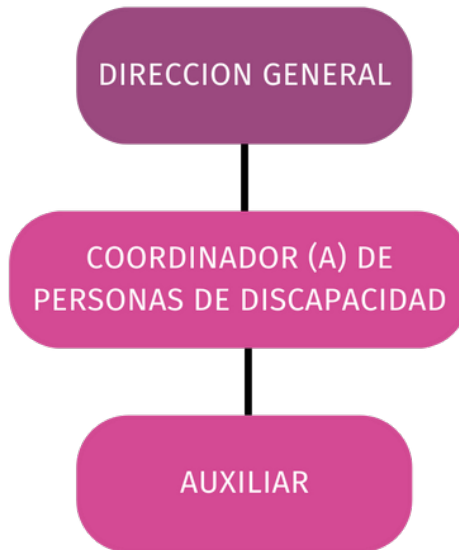 DIRECCION GENERAL
COORDINADOR (A) DE
PERSONAS DE DISCAPACIDAD
AUXILIAR